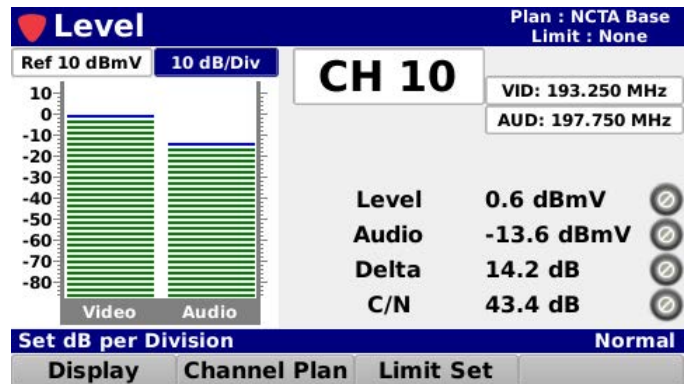 Level
Plan : NCTA Base
Limit : None
Ref 10 dBmV 10 dB/Div
CH 10
VID: 193.250 MHz
AUD: 197.750 MHz
10
0
-10
-20
-30
-40
-50
-60
-70
-80
Video Audio
Level 0.6 dBmV
Audio -13.6 dBmV
Delta 14.2 dB
C/N 43.4 dB
Set dB per Division Normal
Display Channel Plan Limit Set